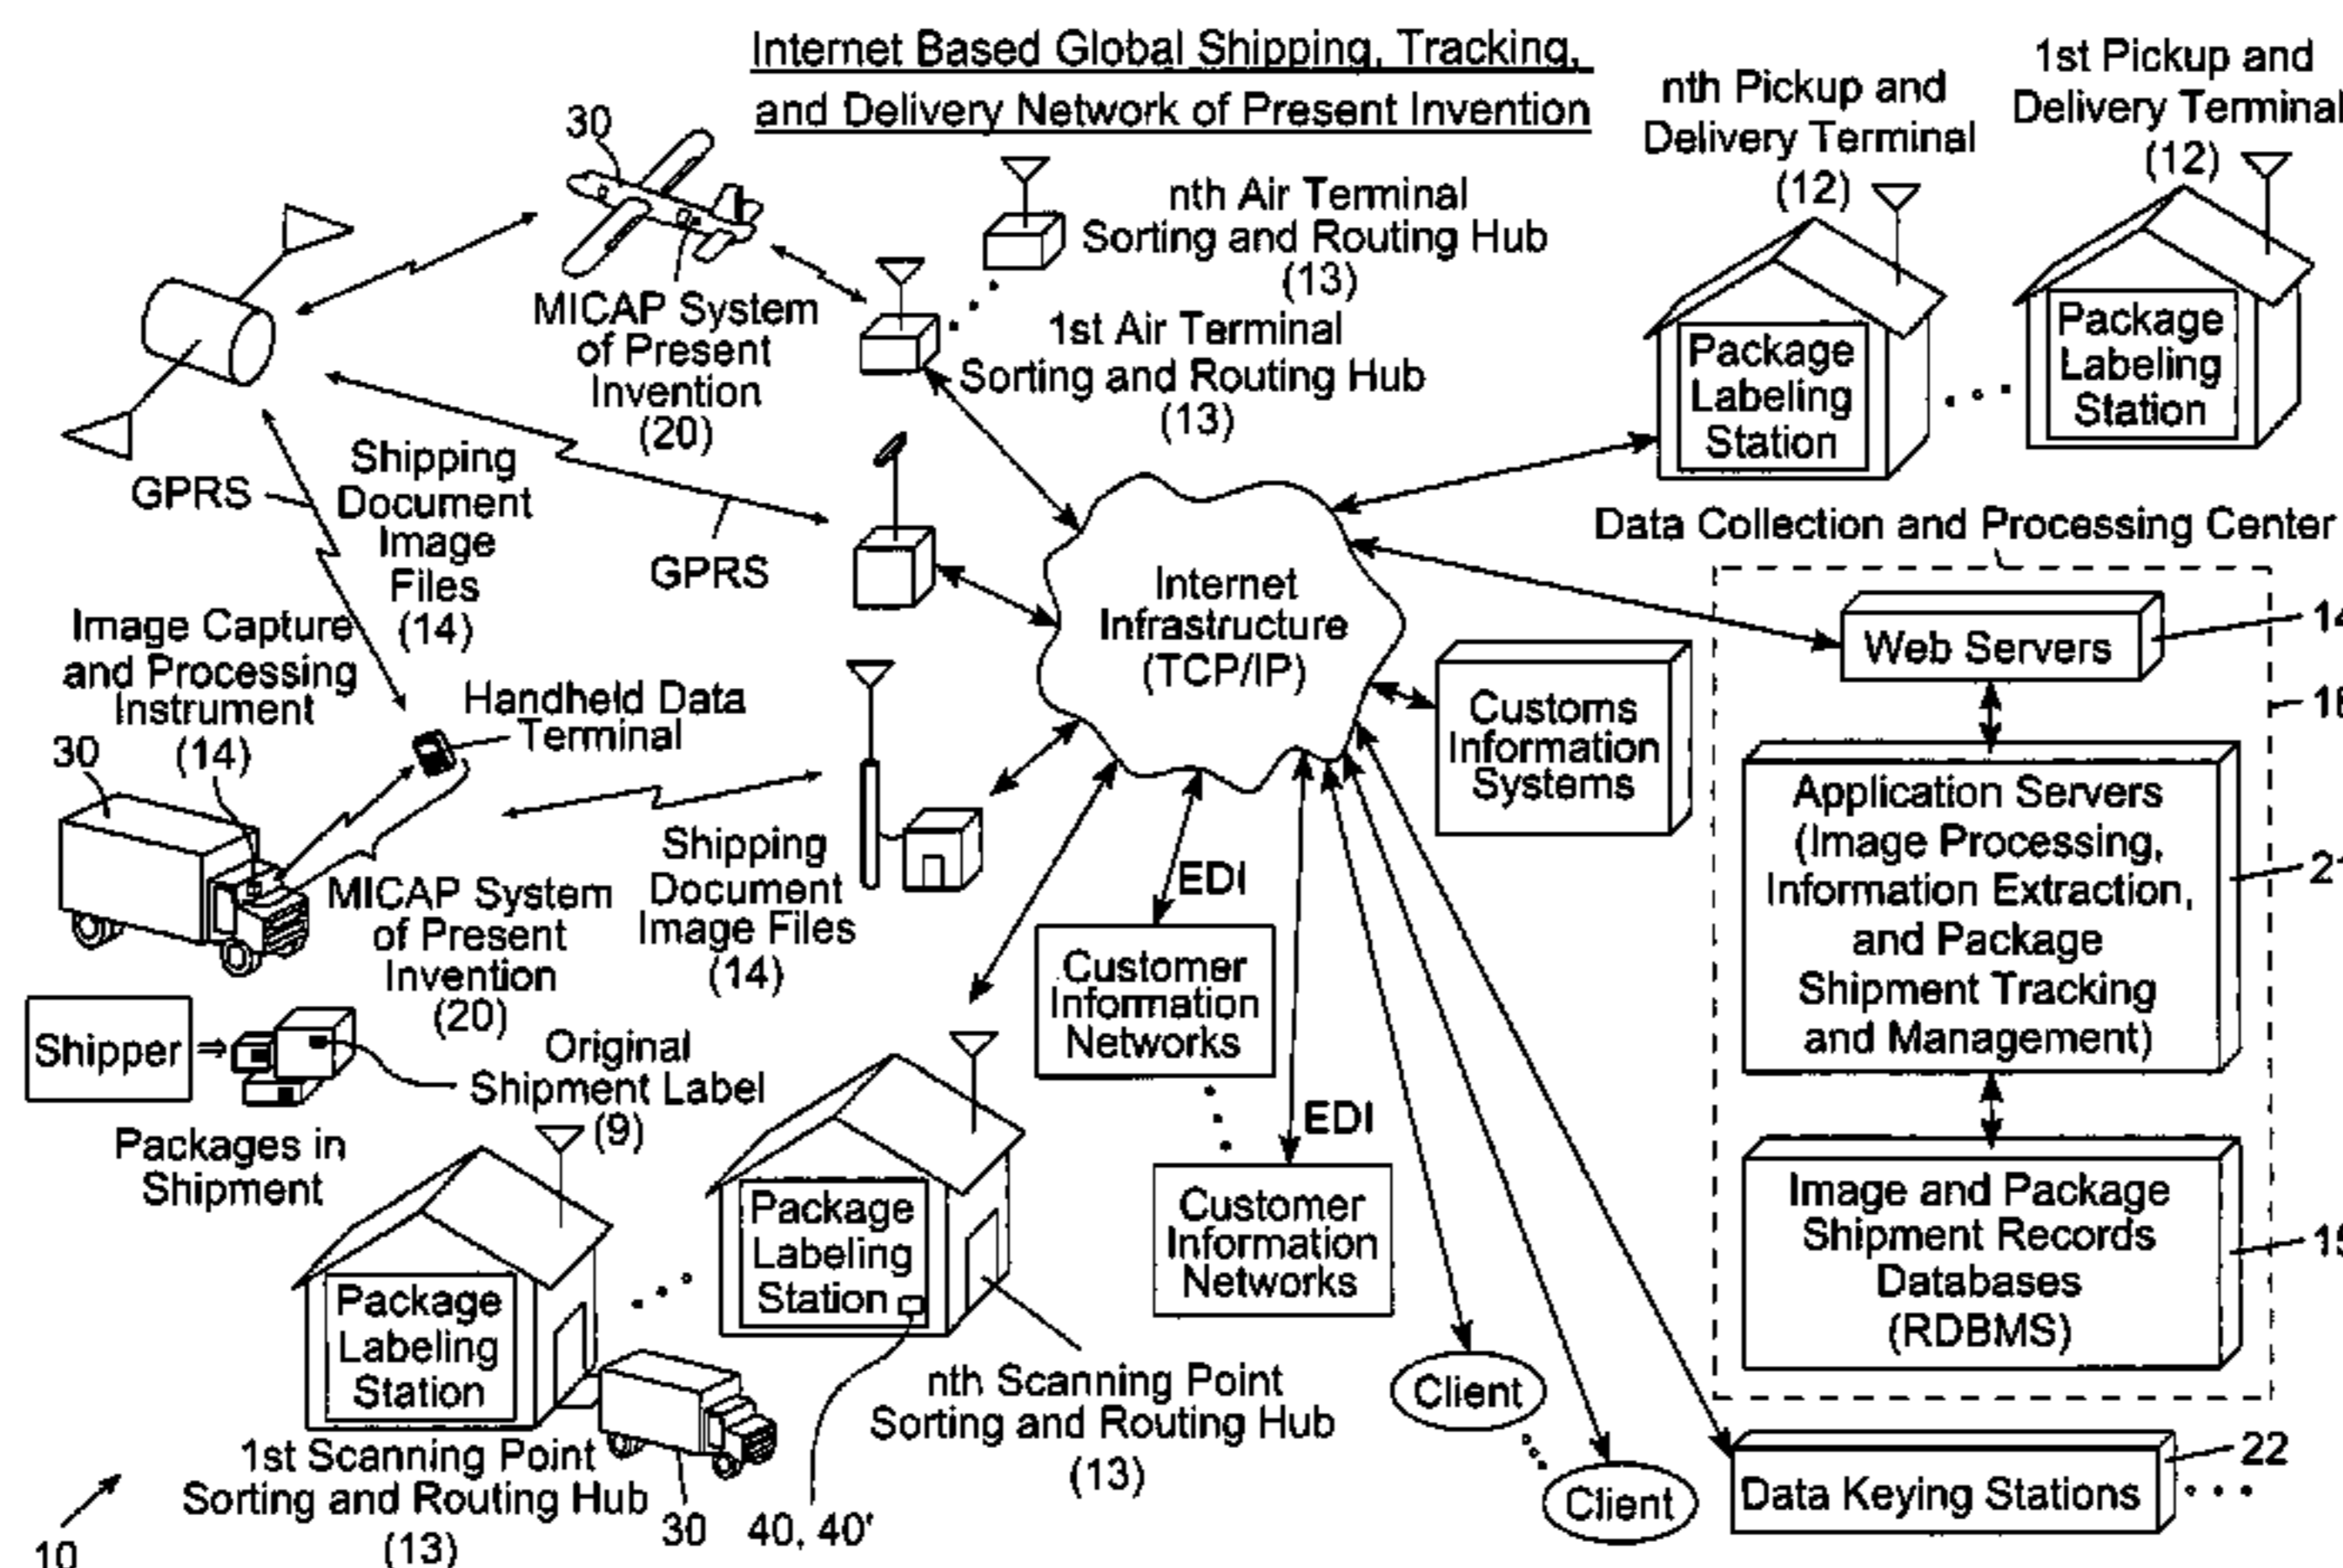 Internet Based Global Shipping, Tracking,
and Delivery Network of Present Invention
30
MICAP System
of Present
Invention
(20)
nth Air Terminal
Sorting and Routing Hub
(13)
1st Air Terminal
Sorting and Routing Hub
(13)
nth Pickup and
Delivery Terminal
(12)
1st Pickup and
Delivery Terminal
(12)
Package
Labeling
Station
Package
Labeling
Station
GPRS
Shipping
Document
Image
Files
(14)
GPRS
Internet
Infrastructure
(TCP/IP)
Data Collection and Processing Center
Web Servers
14
16
Application Servers
(Image Processing,
Information Extraction,
and Package
Shipment Tracking
and Management)
Image and Package
Shipment Records
Databases
(RDBMS)
Customs
Information
Systems
Image Capture
and Processing
Instrument
(14)
Handheld Data
Terminal
30
MICAP System
of Present
Invention
(20)
Shipping
Document
Image Files
(14)
EDI
Customer
Information
Networks
EDI
Customer
Information
Networks
Shipper
Original
Shipment Label
(9)
Packages in
Shipment
Package
Labeling
Station
Package
Labeling
Station
1st Scanning Point
Sorting and Routing Hub
(13)
30
40, 40'
nth Scanning Point
Sorting and Routing Hub
(13)
Client
Client
Data Keying Stations
22
10